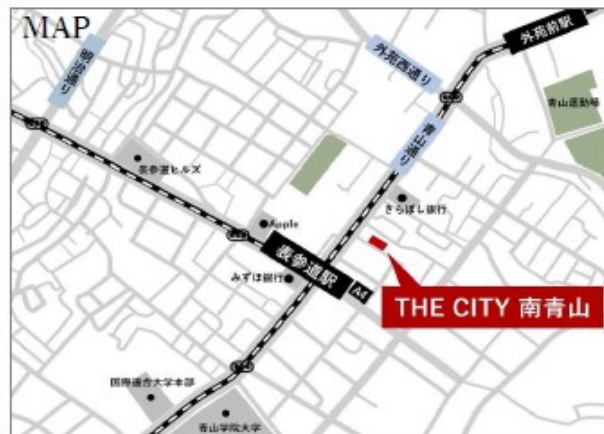 MAP
明治通り
外苑西通り
外苑前駅
青山運動場
青山通り
表参道ヒルズ
Apple
きらぼし銀行
表参道駅
A4
みずほ銀行
THE CITY 南青山
国際連合大学本部
青山学院大学